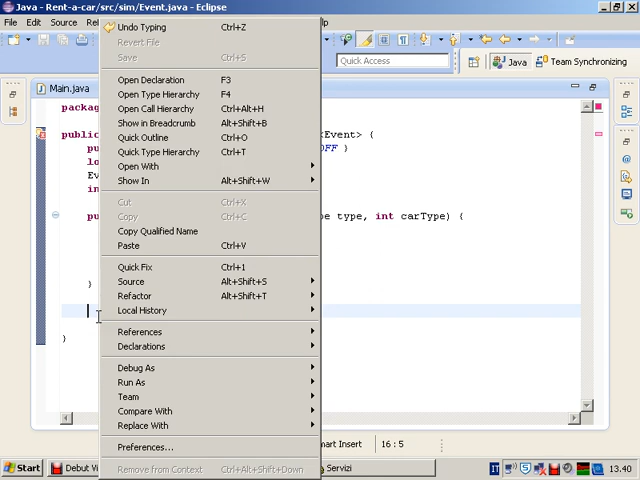 Java - Rent-a-car/src/sim/Event.java - Eclipse
File Edit Source Help
Quick Access
Java
Team Synchronizing
Main.java
Undo Typing Ctrl+Z
Revert File
Save Ctrl+S
Open Declaration F3
Open Type Hierarchy F4
Open Call Hierarchy Ctrl+Alt+H
Show in Breadcrumb Alt+Shift+B
Quick Outline Ctrl+O
Quick Type Hierarchy Ctrl+T
Open With
Show In Alt+Shift+W
Cut Ctrl+X
Copy Ctrl+C
Copy Qualified Name
Paste Ctrl+V
Quick Fix Ctrl+1
Source Alt+Shift+S
Refactor Alt+Shift+T
Local History
References
Declarations
Debug As
Run As
Team
Compare With
Replace With
Preferences...
Remove from Context Ctrl+Alt+Shift+Down
packag
public Event> {
pu OFF }
lo
Ev
in
pu pe type, int carType) {
}
}
mart Insert 16 : 5
Start
Debut Vi
Servizi
IT
13.40